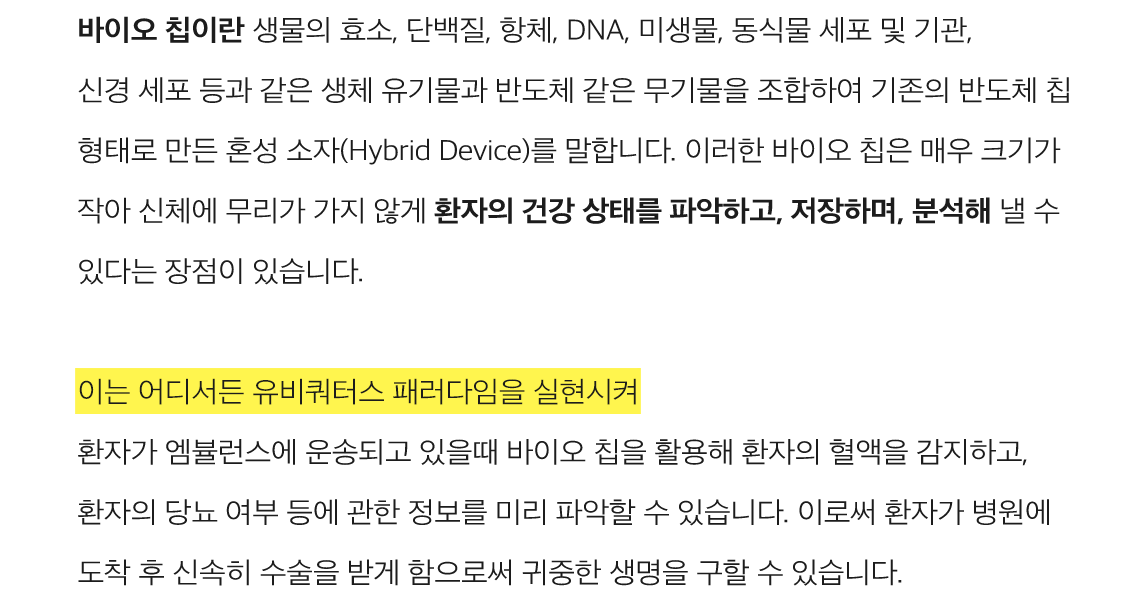 바이오 칩이란 생물의 효소, 단백질, 항체, DNA, 미생물, 동식물 세포 및 기관,
신경 세포 등과 같은 생체 유기물과 반도체 같은 무기물을 조합하여 기존의 반도체 칩
형태로 만든 혼성 소자(Hybrid Device)를 말합니다. 이러한 바이오 칩은 매우 크기가
작아 신체에 무리가 가지 않게 환자의 건강 상태를 파악하고, 저장하며, 분석해 낼 수
있다는 장점이 있습니다.
이는 어디서든 유비쿼터스 패러다임을 실현시켜
환자가 엠뷸런스에 운송되고 있을때 바이오 칩을 활용해 환자의 혈액을 감지하고,
환자의 당뇨 여부 등에 관한 정보를 미리 파악할 수 있습니다. 이로써 환자가 병원에
도착 후 신속히 수술을 받게 함으로써 귀중한 생명을 구할 수 있습니다.